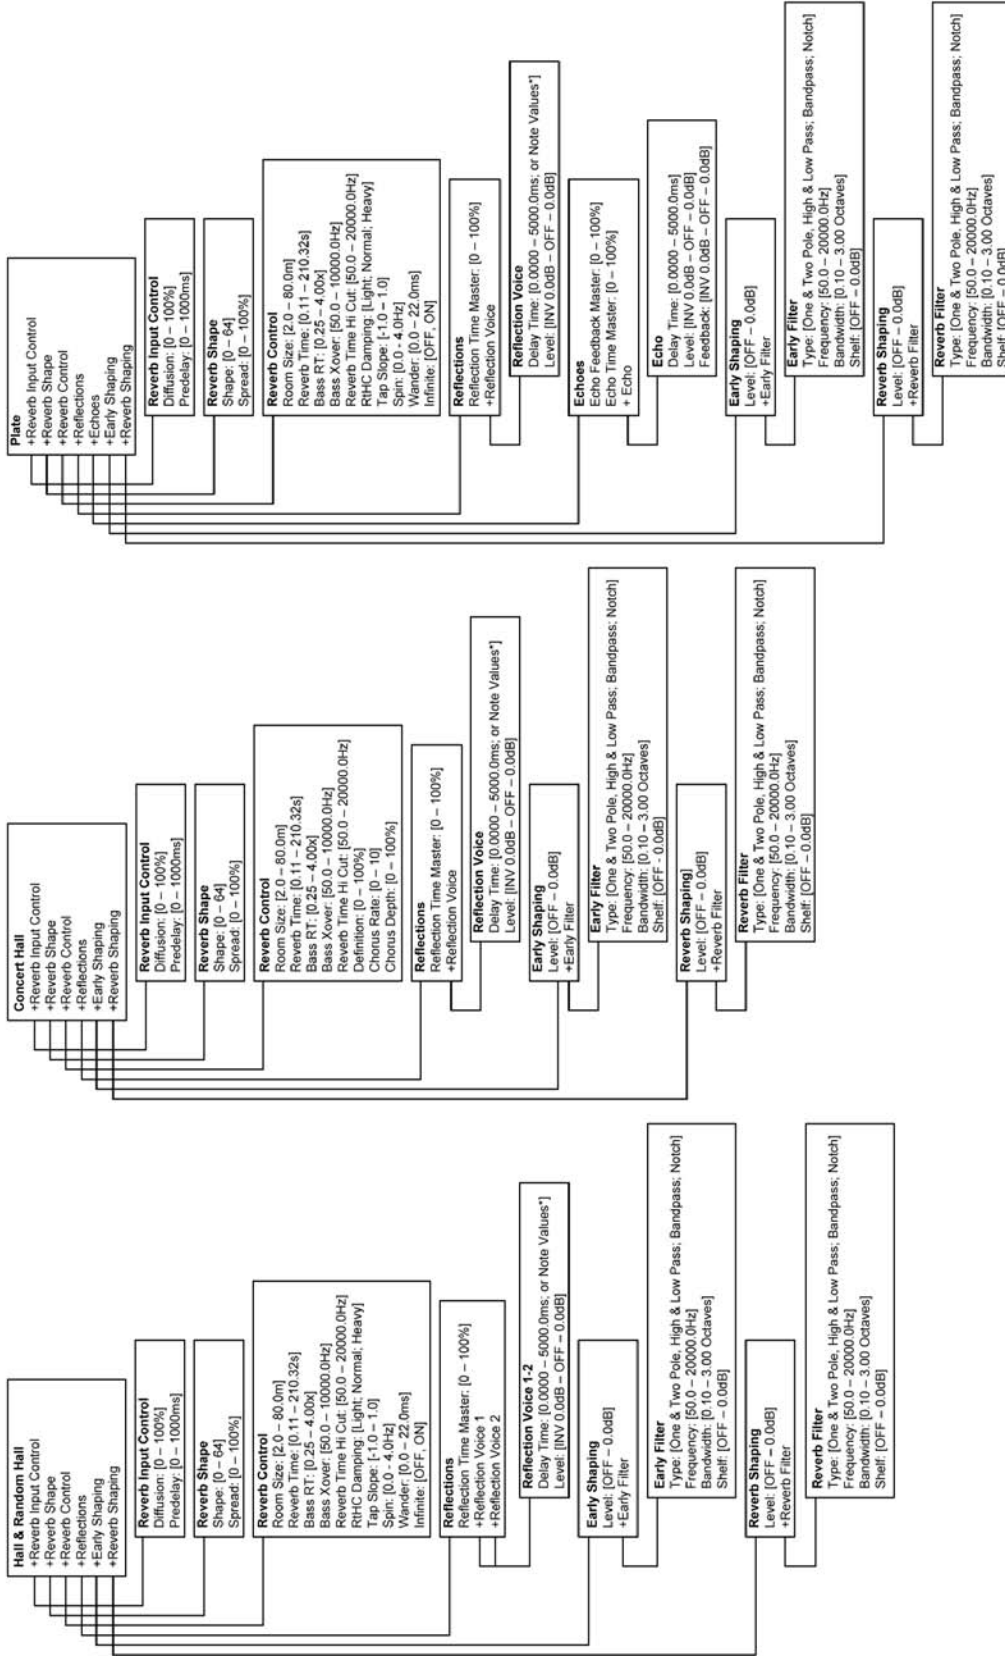 Hall & Random Hall
+Reverb Input Control
+Reverb Shape
+Reverb Control
+Reflections
+Early Shaping
+Reverb Shaping
Reverb Input Control
Diffusion: [0 – 100%]
Predelay: [0 – 1000ms]
Reverb Shape
Shape: [0 – 64]
Spread: [0 – 100%]
Reverb Control
Room Size: [2.0 – 80.0m]
Reverb Time: [0.11 – 210.32s]
Bass RT: [0.25 – 4.00x]
Bass Xover: [50.0 – 10000.0Hz]
Reverb Time Hi Cut: [50.0 – 20000.0Hz]
RtHC Damping: [Light; Normal; Heavy]
Tap Slope: [-1.0 – 1.0]
Spin: [0.0 - 4.0Hz]
Wander: [0.0 – 22.0ms]
Infinite: [OFF, ON]
Reflections
Reflection Time Master: [0 – 100%]
+Reflection Voice 1
+Reflection Voice 2
Reflection Voice 1-2
Delay Time: [0.0000 – 5000.0ms; or Note Values*]
Level: [INV 0.0dB – OFF – 0.0dB]
Early Shaping
Level: [OFF – 0.0dB]
+Early Filter
Early Filter
Type: [One & Two Pole, High & Low Pass; Bandpass; Notch]
Frequency: [50.0 – 20000.0Hz]
Bandwidth: [0.10 – 3.00 Octaves]
Shelf: [OFF – 0.0dB]
Reverb Shaping
Level: [OFF – 0.0dB]
+Reverb Filter
Reverb Filter
Type: [One & Two Pole, High & Low Pass; Bandpass; Notch]
Frequency: [50.0 – 20000.0Hz]
Bandwidth: [0.10 – 3.00 Octaves]
Shelf: [OFF – 0.0dB]
Concert Hall
+Reverb Input Control
+Reverb Shape
+Reverb Control
+Reflections
+Early Shaping
+Reverb Shaping
Reverb Input Control
Diffusion: [0 – 100%]
Predelay: [0 – 1000ms]
Reverb Shape
Shape: [0 – 64]
Spread: [0 – 100%]
Reverb Control
Room Size: [2.0 – 80.0m]
Reverb Time: [0.11 – 210.32s]
Bass RT: [0.25 – 4.00x]
Bass Xover: [50.0 – 10000.0Hz]
Reverb Time Hi Cut: [50.0 – 20000.0Hz]
Definition: [0 – 100%]
Chorus Rate: [0 – 10]
Chorus Depth: [0 – 100%]
Reflections
Reflection Time Master: [0 – 100%]
+Reflection Voice
Reflection Voice
Delay Time: [0.0000 – 5000.0ms; or Note Values*]
Level: [INV 0.0dB – OFF – 0.0dB]
Early Shaping
Level: [OFF – 0.0dB]
+Early Filter
Early Filter
Type: [One & Two Pole, High & Low Pass; Bandpass; Notch]
Frequency: [50.0 – 20000.0Hz]
Bandwidth: [0.10 – 3.00 Octaves]
Shelf: [OFF - 0.0dB]
Reverb Shaping]
Level: [OFF – 0.0dB]
+Reverb Filter
Reverb Filter
Type: [One & Two Pole, High & Low Pass; Bandpass; Notch]
Frequency: [50.0 – 20000.0Hz]
Bandwidth: [0.10 – 3.00 Octaves]
Shelf: [OFF – 0.0dB]
Plate
+Reverb Input Control
+Reverb Shape
+Reverb Control
+Reflections
+Echoes
+Early Shaping
+Reverb Shaping
Reverb Input Control
Diffusion: [0 – 100%]
Predelay: [0 – 1000ms]
Reverb Shape
Shape: [0 – 64]
Spread: [0 – 100%]
Reverb Control
Room Size: [2.0 – 80.0m]
Reverb Time: [0.11 – 210.32s]
Bass RT: [0.25 – 4.00x]
Bass Xover: [50.0 – 10000.0Hz]
Reverb Time Hi Cut: [50.0 – 20000.0Hz]
RtHC Damping: [Light; Normal; Heavy]
Tap Slope: [-1.0 – 1.0]
Spin: [0.0 - 4.0Hz]
Wander: [0.0 – 22.0ms]
Infinite: [OFF, ON]
Reflections
Reflection Time Master: [0 – 100%]
+Reflection Voice
Reflection Voice
Delay Time: [0.0000 – 5000.0ms; or Note Values*]
Level: [INV 0.0dB – OFF – 0.0dB]
Echoes
Echo Feedback Master: [0 – 100%]
Echo Time Master: [0 – 100%]
+ Echo
Echo
Delay Time: [0.0000 – 5000.0ms]
Level: [INV 0.0dB – OFF – 0.0dB]
Feedback: [INV 0.0dB – OFF – 0.0dB]
Early Shaping
Level: [OFF – 0.0dB]
+Early Filter
Early Filter
Type: [One & Two Pole, High & Low Pass; Bandpass; Notch]
Frequency: [50.0 – 20000.0Hz]
Bandwidth: [0.10 – 3.00 Octaves]
Shelf: [OFF – 0.0dB]
Reverb Shaping
Level: [OFF – 0.0dB]
+Reverb Filter
Reverb Filter
Type: [One & Two Pole, High & Low Pass; Bandpass; Notch]
Frequency: [50.0 – 20000.0Hz]
Bandwidth: [0.10 – 3.00 Octaves]
Shelf: [OFF – 0.0dB]